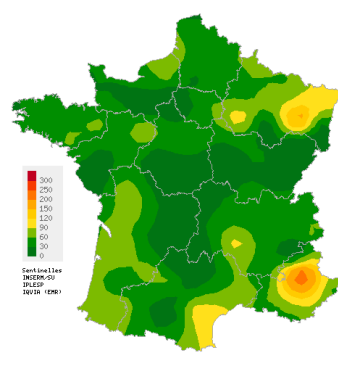 300
250
200
150
120
90
60
30
0
Sentinelles
INSERM/SU
IPLESP
IQVIA (EMR)